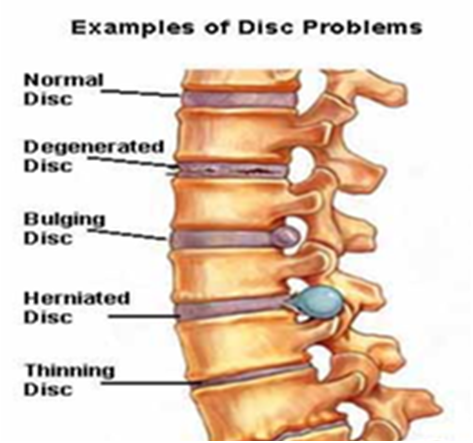 Examples of Disc Problems
Normal
Disc
Degenerated
Disc
Bulging
Disc
Herniated
Disc
Thinning
Disc